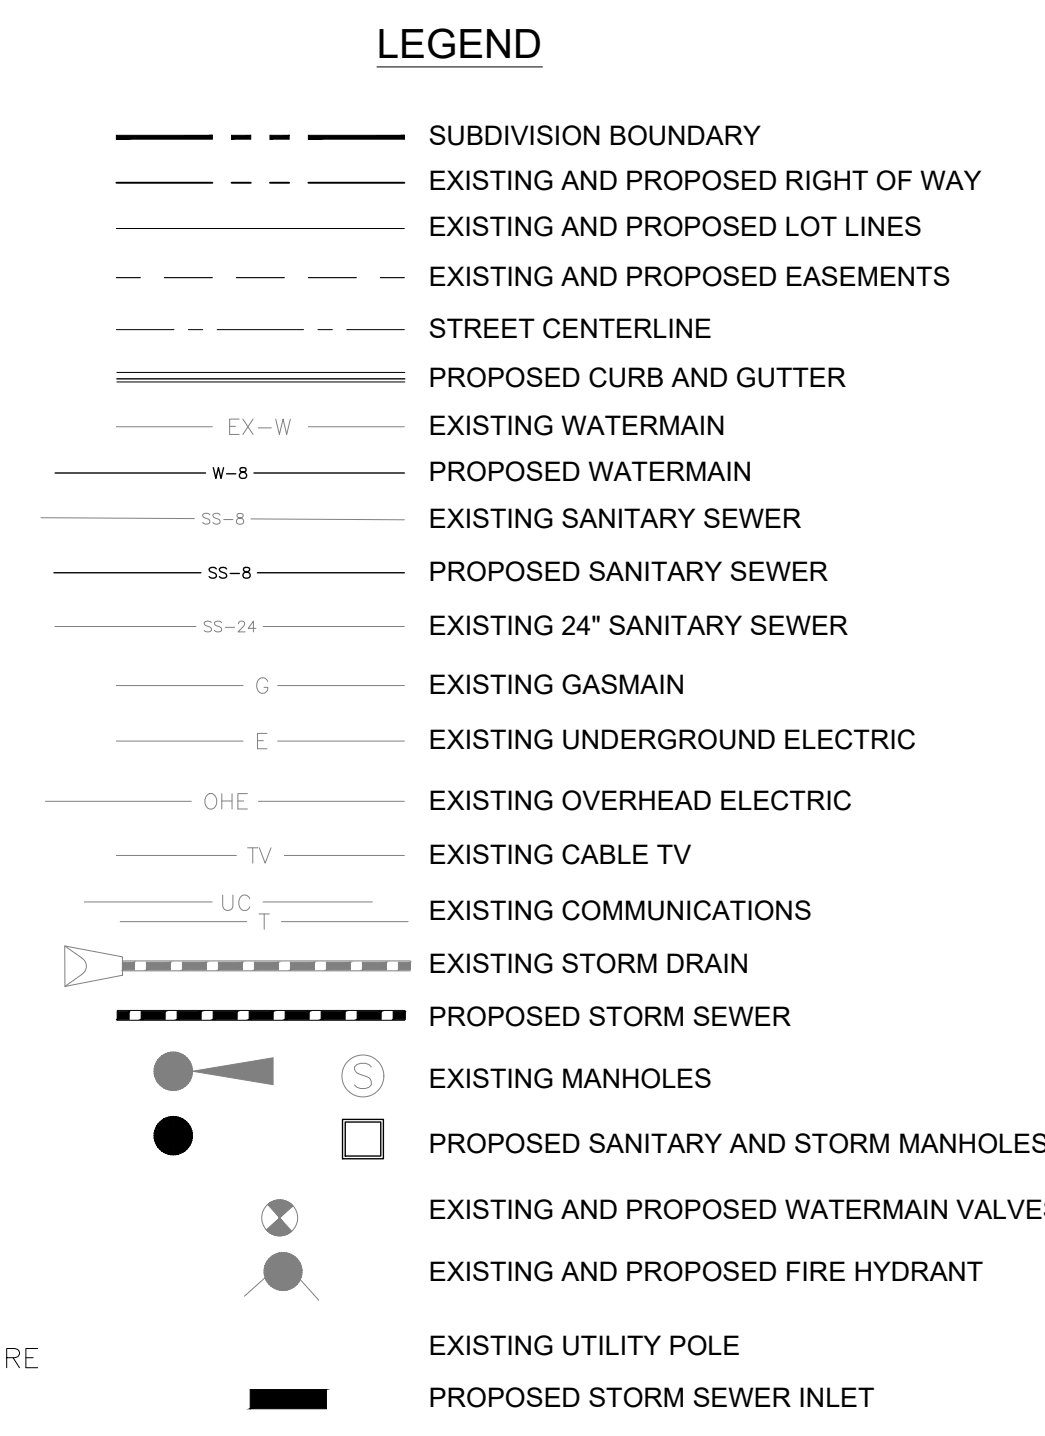 LEGEND
SUBDIVISION BOUNDARY
EXISTING AND PROPOSED RIGHT OF WAY
EXISTING AND PROPOSED LOT LINES
EXISTING AND PROPOSED EASEMENTS
STREET CENTERLINE
PROPOSED CURB AND GUTTER
EX-W EXISTING WATERMAIN
W-8 PROPOSED WATERMAIN
SS-8 EXISTING SANITARY SEWER
SS-8 PROPOSED SANITARY SEWER
SS-24 EXISTING 24" SANITARY SEWER
G EXISTING GASMAIN
E EXISTING UNDERGROUND ELECTRIC
OHE EXISTING OVERHEAD ELECTRIC
TV EXISTING CABLE TV
UC T EXISTING COMMUNICATIONS
EXISTING STORM DRAIN
PROPOSED STORM SEWER
S EXISTING MANHOLES
PROPOSED SANITARY AND STORM MANHOLES
EXISTING AND PROPOSED WATERMAIN VALVES
EXISTING AND PROPOSED FIRE HYDRANT
EXISTING UTILITY POLE
RE
PROPOSED STORM SEWER INLET